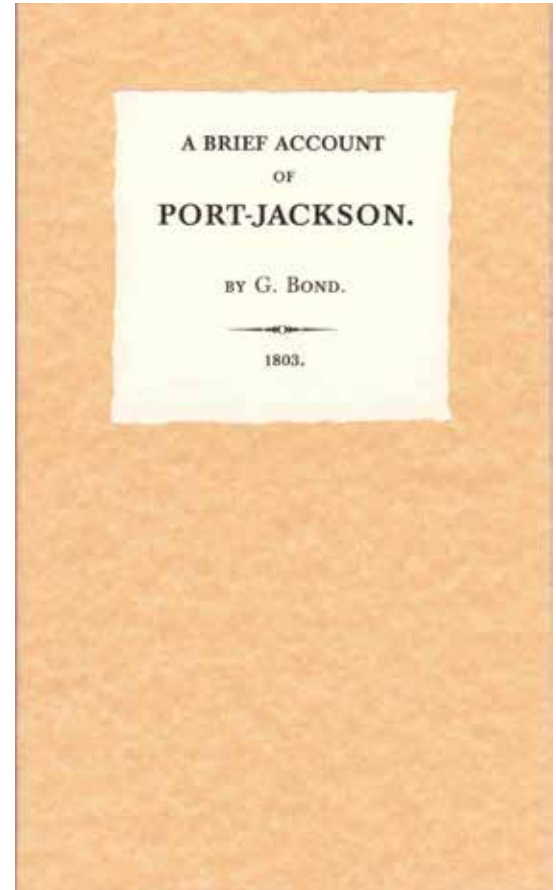 A BRIEF ACCOUNT
OF
PORT-JACKSON.
BY G. BOND.
1803.